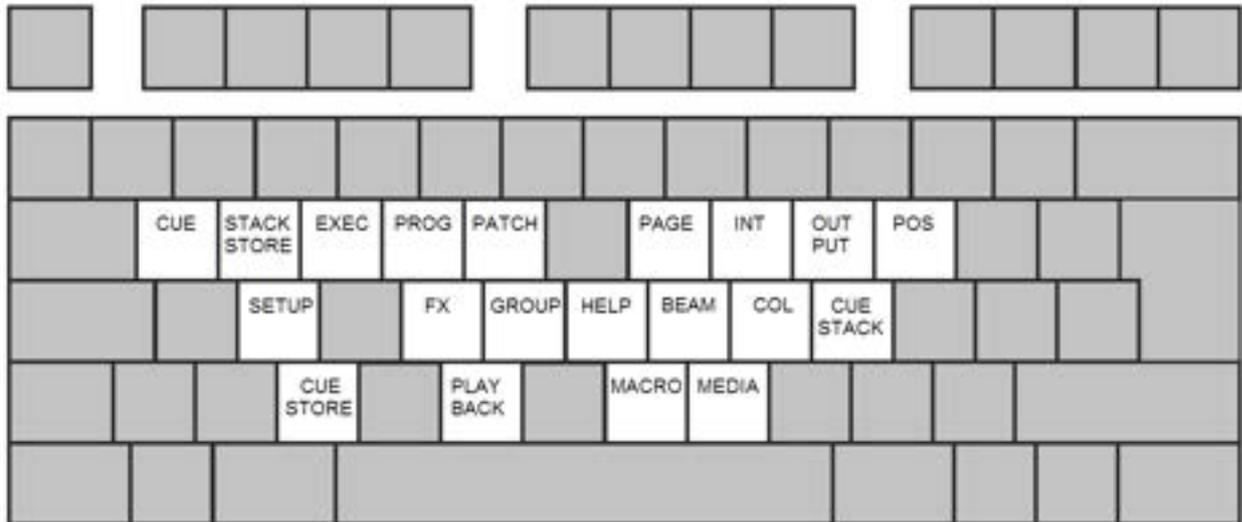 CUE
STACK
STORE
EXEC
PROG
PATCH
PAGE
INT
OUT
PUT
POS
SETUP
FX
GROUP
HELP
BEAM
COL
CUE
STACK
CUE
STORE
PLAY
BACK
MACRO
MEDIA